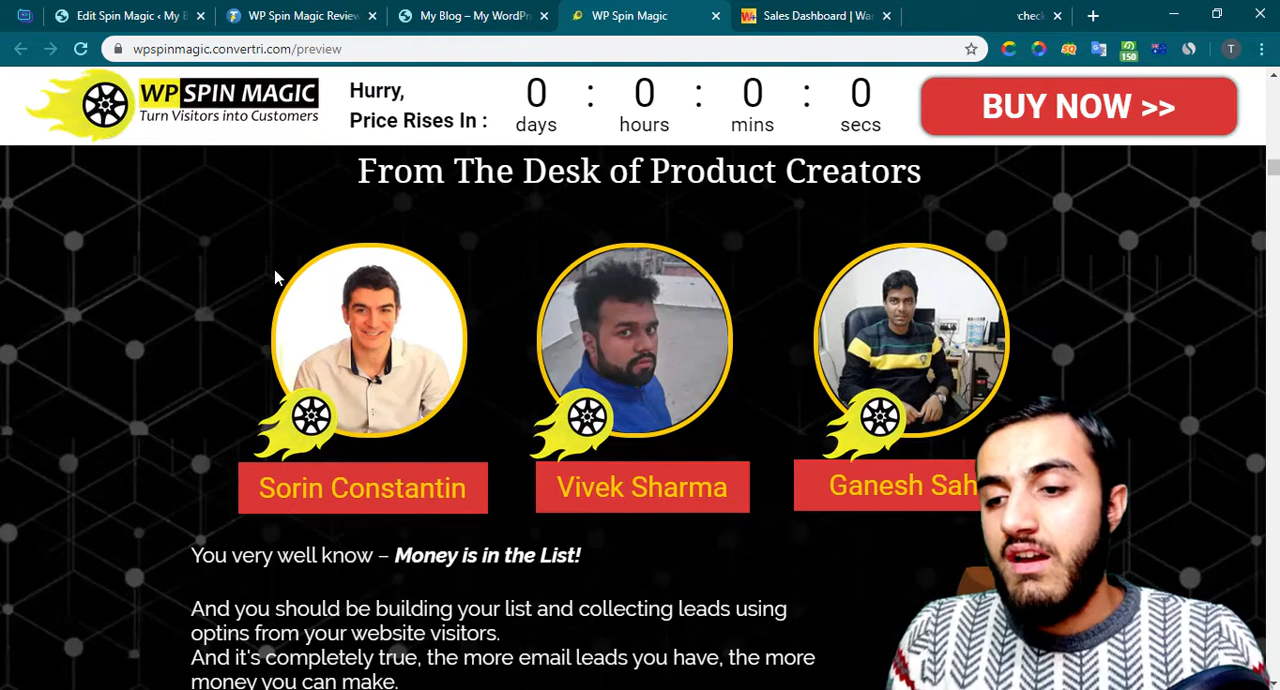 Edit Spin Magic ‹ My B
WP Spin Magic Review
My Blog – My WordPr
WP Spin Magic
Sales Dashboard | Wa
check
wpspinmagic.convertri.com/preview
150
T
WP SPIN MAGIC
Turn Visitors into Customers
Hurry,
Price Rises In :
0 : 0 : 0 : 0
days hours mins secs
BUY NOW >>
From The Desk of Product Creators
Sorin Constantin
Vivek Sharma
Ganesh Sah
You very well know – Money is in the List!
And you should be building your list and collecting leads using
optins from your website visitors.
And it's completely true, the more email leads you have, the more
money you can make.